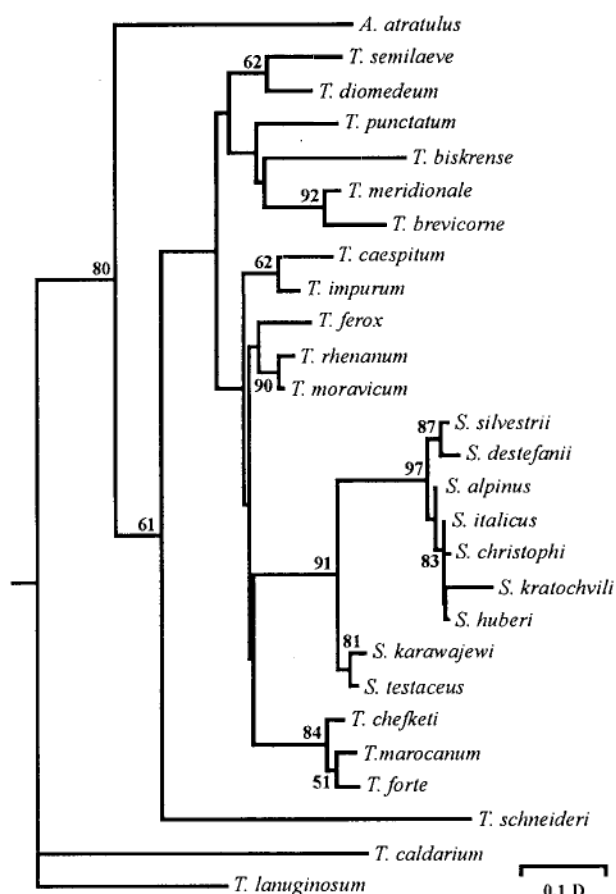 A. atratulus
62 T. semilaeve
T. diomedeum
T. punctatum
T. biskrense
92 T. meridionale
T. brevicorne
62 T. caespitum
80
T. impurum
T. ferox
T. rhenanum
90 T. moravicum
87 S. silvestrii
S. destefanii
97
S. alpinus
S. italicus
61
83 S. christophi
91
S. kratochvili
S. huberi
81
S. karawajewi
S. testaceus
84 T. chefketi
T.marocanum
51 T. forte
T. schneideri
T. caldarium
T. lanuginosum
0.1 D